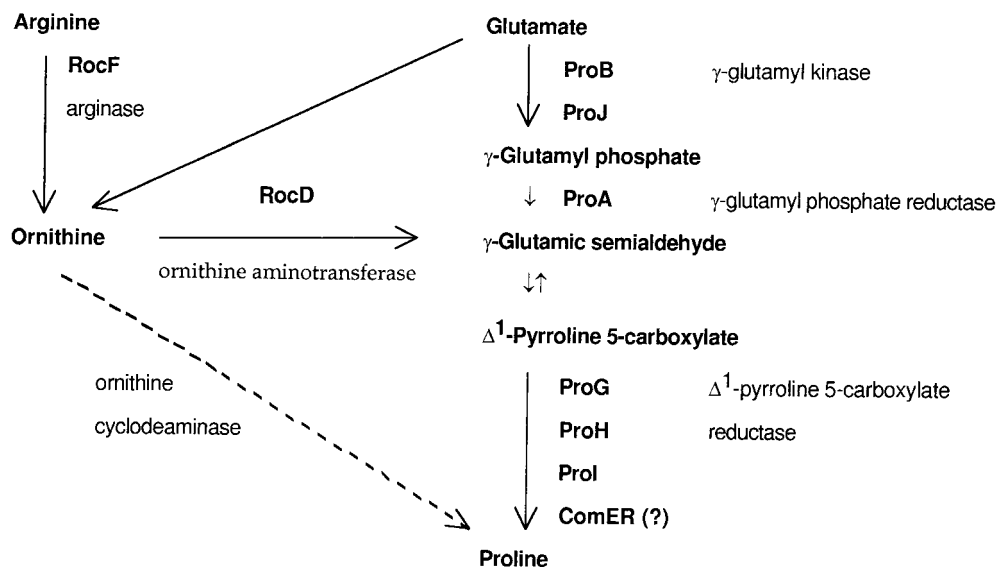 Arginine
Glutamate
RocF
ProB
γ-glutamyl kinase
arginase
ProJ
γ-Glutamyl phosphate
RocD
ProA
γ-glutamyl phosphate reductase
Ornithine
γ-Glutamic semialdehyde
ornithine aminotransferase
Δ¹-Pyrroline 5-carboxylate
ornithine
ProG
Δ¹-pyrroline 5-carboxylate
cyclodeaminase
ProH
reductase
ProI
ComER (?)
Proline